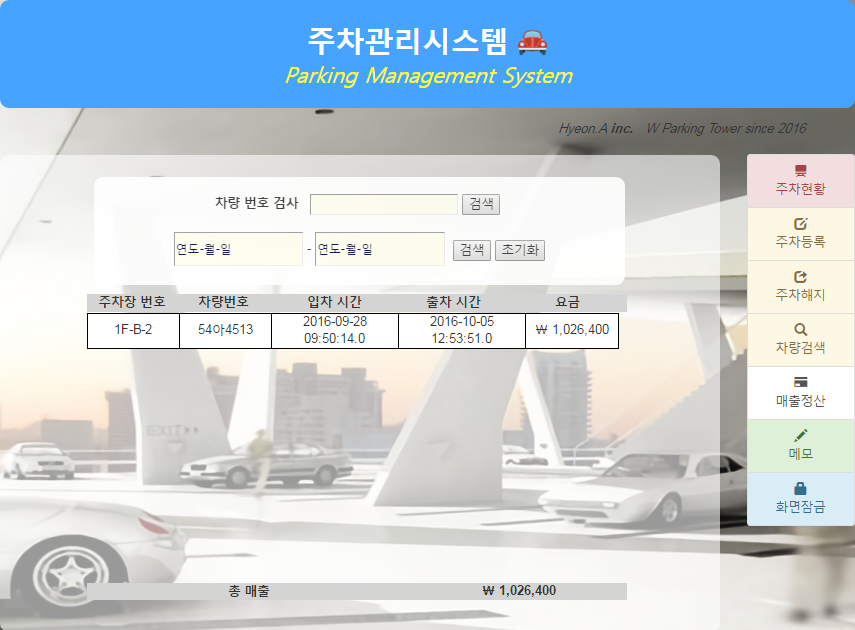 주차관리시스템
Parking Management System
Hyeon.A inc. W Parking Tower since 2016
차량 번호 검사 검색
연도-월-일 - 연도-월-일 검색 초기화
주차장 번호 차량번호 입차 시간 출차 시간 요금
1F-B-2 54아4513 2016-09-28 09:50:14.0 2016-10-05 12:53:51.0 ₩ 1,026,400
총 매출 ₩ 1,026,400
주차현황
주차등록
주차해지
차량검색
매출정산
메모
화면잠금
EXIT